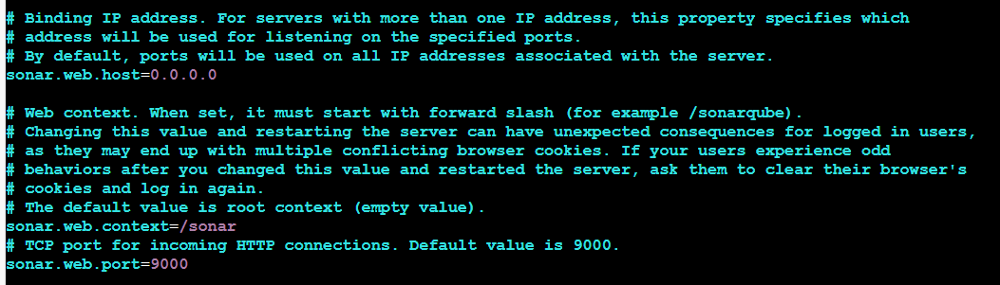 # Binding IP address. For servers with more than one IP address, this property specifies which
# address will be used for listening on the specified ports.
# By default, ports will be used on all IP addresses associated with the server.
sonar.web.host=0.0.0.0
# Web context. When set, it must start with forward slash (for example /sonarqube).
# Changing this value and restarting the server can have unexpected consequences for logged in users,
# as they may end up with multiple conflicting browser cookies. If your users experience odd
# behaviors after you changed this value and restarted the server, ask them to clear their browser's
# cookies and log in again.
# The default value is root context (empty value).
sonar.web.context=/sonar
# TCP port for incoming HTTP connections. Default value is 9000.
sonar.web.port=9000